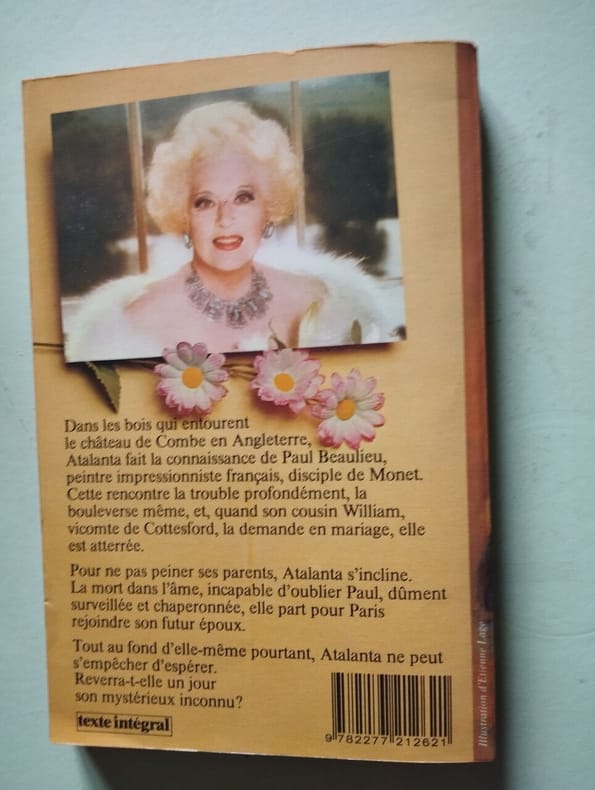 Dans les bois qui entourent
le château de Combe en Angleterre,
Atalanta fait la connaissance de Paul Beaulieu,
peintre impressionniste français, disciple de Monet.
Cette rencontre la trouble profondément, la
bouleverse même, et, quand son cousin William,
vicomte de Cottesford, la demande en mariage, elle
est atterrée.
Pour ne pas peiner ses parents, Atalanta s'incline.
La mort dans l'âme, incapable d'oublier Paul, dûment
surveillée et chaperonnée, elle part pour Paris
rejoindre son futur époux.
Tout au fond d'elle-même pourtant, Atalanta ne peut
s'empêcher d'espérer.
Reverra-t-elle un jour
son mystérieux inconnu?
texte intégral
9 782277 212621
Illustration d'Etienne Lage